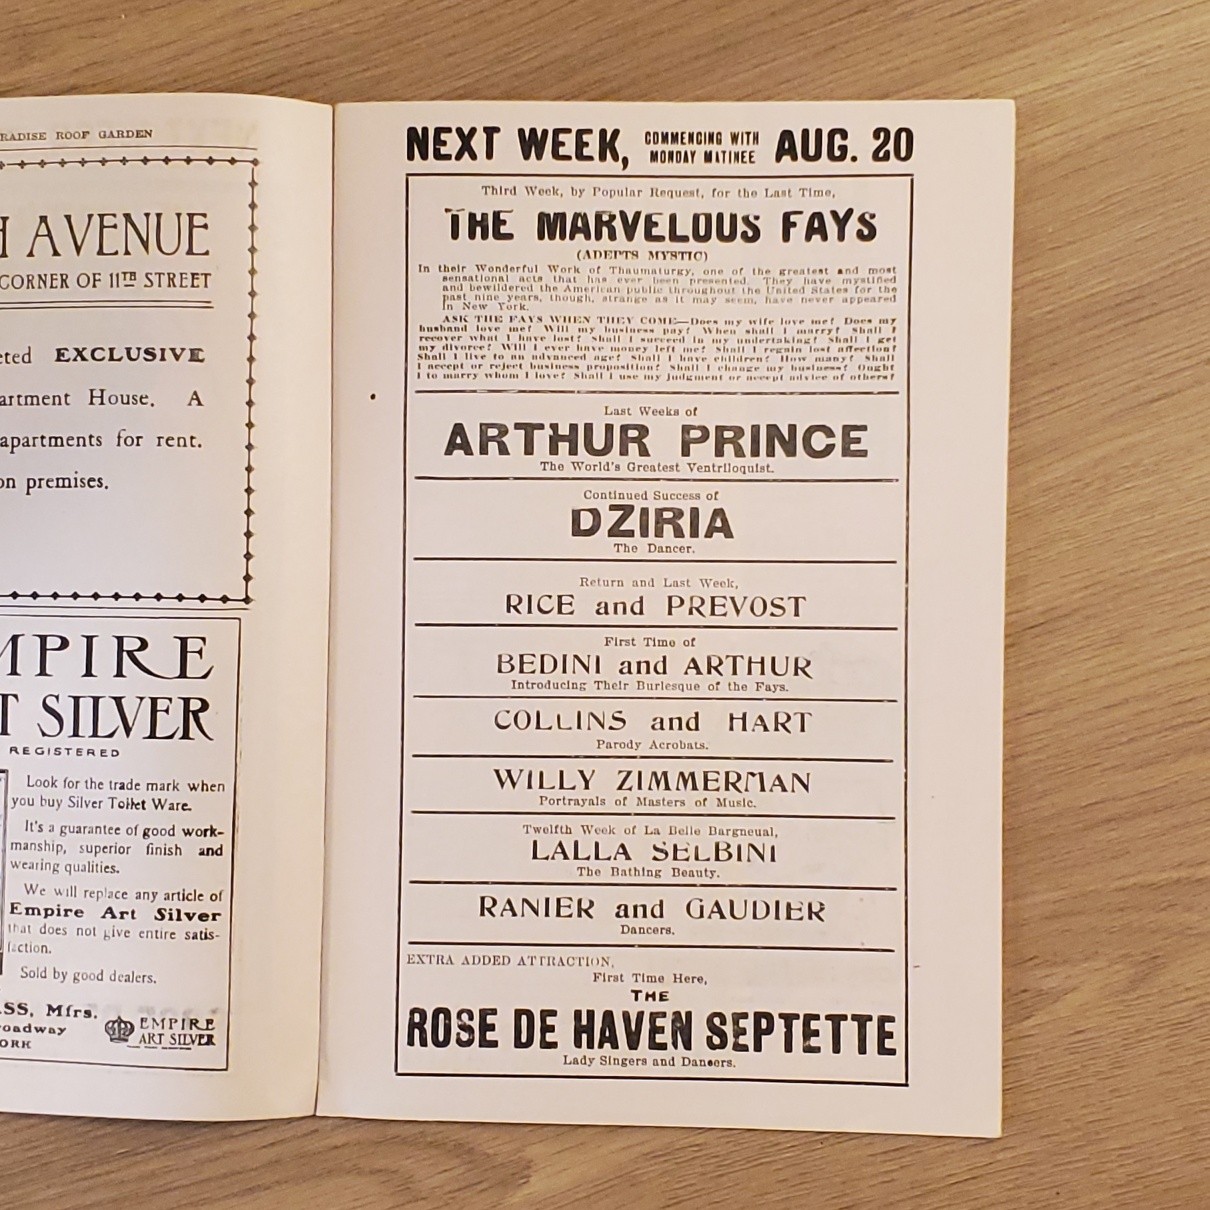 RADISE ROOF GARDEN
AVENUE
CORNER OF 11TH STREET
EXCLUSIVE
House. A
apartments for rent.
on premises.
MPIRE
T SILVER
REGISTERED
Look for the trade mark when
you buy Silver Toilet Ware.
It's a guarantee of good work-
manship, superior finish and
wearing qualities.
We will replace any article of
Empire Art Silver
that does not give entire satis-
faction.
Sold by good dealers.
SS, Mfrs.
roadway
ORK
EMPIRE
ART SILVER
NEXT WEEK, COMMENCING WITH MONDAY MATINEE AUG. 20
Third Week, by Popular Request, for the Last Time,
THE MARVELOUS FAYS
(ADEPTS MYSTIC)
In their Wonderful Work of Thaumaturgy, one of the greatest and most
sensational acts that has ever been presented. They have mystified
and bewildered the American public throughout the United States for the
past nine years, though, strange as it may seem, have never appeared
in New York.
ASK THE FAYS WHEN THEY COME—Does my wife love me? Does my
husband love me? Will my business pay? When shall I marry? Shall I
recover what I have lost? Shall I succeed in my undertaking? Shall I get
my divorce? Will I ever have money left me? Shall I regain lost affection?
Shall I live to an advanced age? Shall I have children? How many? Shall
I accept or reject business proposition? Shall I change my business? Ought
I to marry whom I love? Shall I use my judgment or accept advice of others?
Last Weeks of
ARTHUR PRINCE
The World's Greatest Ventriloquist.
Continued Success of
DZIRIA
The Dancer.
Return and Last Week,
RICE and PREVOST
First Time of
BEDINI and ARTHUR
Introducing Their Burlesque of the Fays.
COLLINS and HART
Parody Acrobats.
WILLY ZIMMERMAN
Portrayals of Masters of Music.
Twelfth Week of La Belle Bargneual,
LALLA SELBINI
The Bathing Beauty.
RANIER and GAUDIER
Dancers.
EXTRA ADDED ATTRACTION,
First Time Here,
THE
ROSE DE HAVEN SEPTETTE
Lady Singers and Dancers.